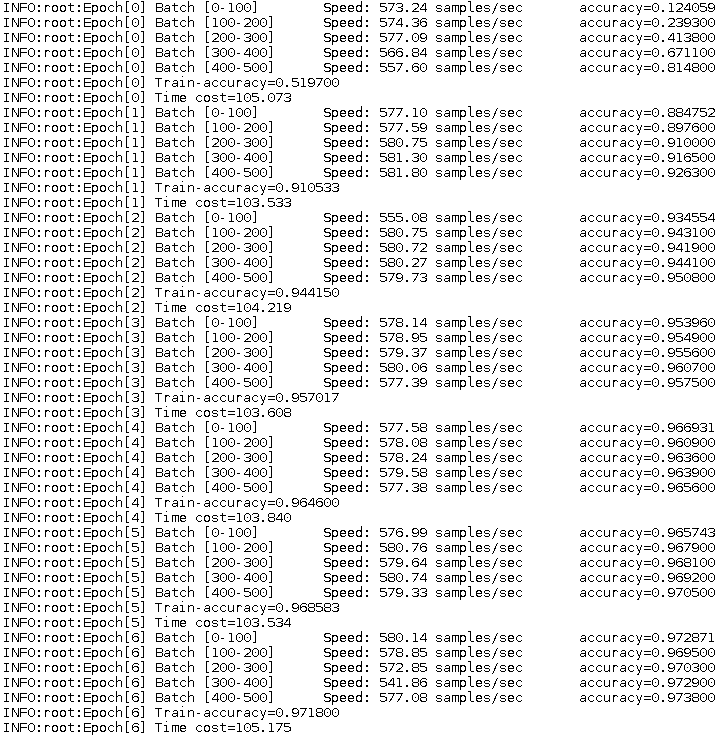 INFO:root:Epoch[0] Batch [0-100] Speed: 573.24 samples/sec accuracy=0.124059
INFO:root:Epoch[0] Batch [100-200] Speed: 574.36 samples/sec accuracy=0.239300
INFO:root:Epoch[0] Batch [200-300] Speed: 577.09 samples/sec accuracy=0.413800
INFO:root:Epoch[0] Batch [300-400] Speed: 566.84 samples/sec accuracy=0.671100
INFO:root:Epoch[0] Batch [400-500] Speed: 557.60 samples/sec accuracy=0.814800
INFO:root:Epoch[0] Train-accuracy=0.519700
INFO:root:Epoch[0] Time cost=105.073
INFO:root:Epoch[1] Batch [0-100] Speed: 577.10 samples/sec accuracy=0.884752
INFO:root:Epoch[1] Batch [100-200] Speed: 577.59 samples/sec accuracy=0.897600
INFO:root:Epoch[1] Batch [200-300] Speed: 580.75 samples/sec accuracy=0.910000
INFO:root:Epoch[1] Batch [300-400] Speed: 581.30 samples/sec accuracy=0.916500
INFO:root:Epoch[1] Batch [400-500] Speed: 581.80 samples/sec accuracy=0.926300
INFO:root:Epoch[1] Train-accuracy=0.910533
INFO:root:Epoch[1] Time cost=103.533
INFO:root:Epoch[2] Batch [0-100] Speed: 555.08 samples/sec accuracy=0.934554
INFO:root:Epoch[2] Batch [100-200] Speed: 580.75 samples/sec accuracy=0.943100
INFO:root:Epoch[2] Batch [200-300] Speed: 580.72 samples/sec accuracy=0.941900
INFO:root:Epoch[2] Batch [300-400] Speed: 580.27 samples/sec accuracy=0.944100
INFO:root:Epoch[2] Batch [400-500] Speed: 579.73 samples/sec accuracy=0.950800
INFO:root:Epoch[2] Train-accuracy=0.944150
INFO:root:Epoch[2] Time cost=104.219
INFO:root:Epoch[3] Batch [0-100] Speed: 578.14 samples/sec accuracy=0.953960
INFO:root:Epoch[3] Batch [100-200] Speed: 578.95 samples/sec accuracy=0.954900
INFO:root:Epoch[3] Batch [200-300] Speed: 579.37 samples/sec accuracy=0.955600
INFO:root:Epoch[3] Batch [300-400] Speed: 580.06 samples/sec accuracy=0.960700
INFO:root:Epoch[3] Batch [400-500] Speed: 577.39 samples/sec accuracy=0.957500
INFO:root:Epoch[3] Train-accuracy=0.957017
INFO:root:Epoch[3] Time cost=103.608
INFO:root:Epoch[4] Batch [0-100] Speed: 577.58 samples/sec accuracy=0.966931
INFO:root:Epoch[4] Batch [100-200] Speed: 578.08 samples/sec accuracy=0.960900
INFO:root:Epoch[4] Batch [200-300] Speed: 578.24 samples/sec accuracy=0.963600
INFO:root:Epoch[4] Batch [300-400] Speed: 579.58 samples/sec accuracy=0.963900
INFO:root:Epoch[4] Batch [400-500] Speed: 577.38 samples/sec accuracy=0.965600
INFO:root:Epoch[4] Train-accuracy=0.964600
INFO:root:Epoch[4] Time cost=103.840
INFO:root:Epoch[5] Batch [0-100] Speed: 576.99 samples/sec accuracy=0.965743
INFO:root:Epoch[5] Batch [100-200] Speed: 580.76 samples/sec accuracy=0.967900
INFO:root:Epoch[5] Batch [200-300] Speed: 579.64 samples/sec accuracy=0.968100
INFO:root:Epoch[5] Batch [300-400] Speed: 580.74 samples/sec accuracy=0.969200
INFO:root:Epoch[5] Batch [400-500] Speed: 579.33 samples/sec accuracy=0.970500
INFO:root:Epoch[5] Train-accuracy=0.968583
INFO:root:Epoch[5] Time cost=103.534
INFO:root:Epoch[6] Batch [0-100] Speed: 580.14 samples/sec accuracy=0.972871
INFO:root:Epoch[6] Batch [100-200] Speed: 578.85 samples/sec accuracy=0.969500
INFO:root:Epoch[6] Batch [200-300] Speed: 572.85 samples/sec accuracy=0.970300
INFO:root:Epoch[6] Batch [300-400] Speed: 541.86 samples/sec accuracy=0.972900
INFO:root:Epoch[6] Batch [400-500] Speed: 577.08 samples/sec accuracy=0.973800
INFO:root:Epoch[6] Train-accuracy=0.971800
INFO:root:Epoch[6] Time cost=105.175